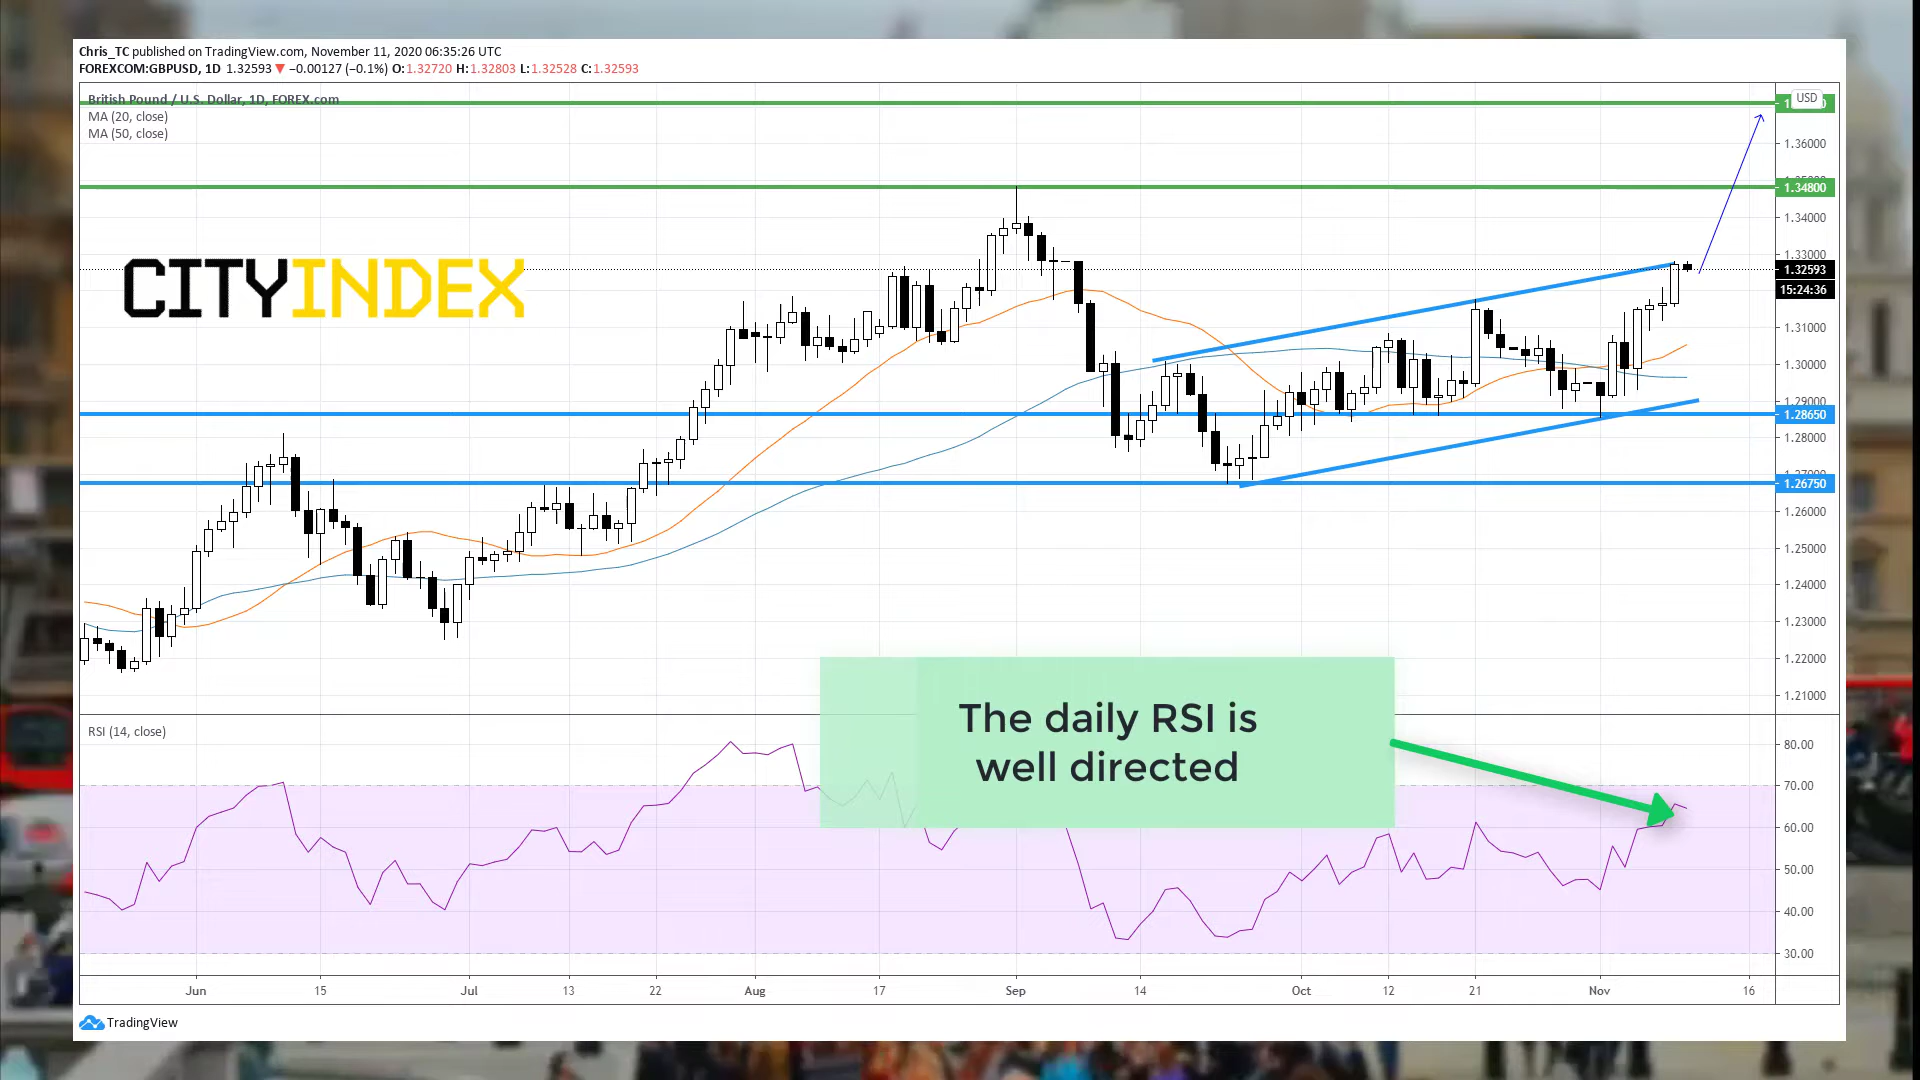 Chris_TC published on TradingView.com, November 11, 2020 06:35:26 UTC
FOREXCOM:GBPUSD, 1D 1.32593 ▼ −0.00127 (−0.1%) O:1.32720 H:1.32803 L:1.32528 C:1.32593
British Pound / U.S. Dollar, 1D, FOREX.com
MA (20, close)
MA (50, close)
USD
1.36000
1.34800
1.34000
1.33000
1.32593
15:24:36
1.31000
1.30000
1.29000
1.28650
1.28000
1.27000
1.26750
1.26000
1.25000
1.24000
1.23000
1.22000
1.21000
CITYINDEX
The daily RSI is
well directed
RSI (14, close)
80.00
70.00
60.00
50.00
40.00
30.00
Jun 15 Jul 13 22 Aug 17 Sep 14 Oct 12 21 Nov 16
TradingView